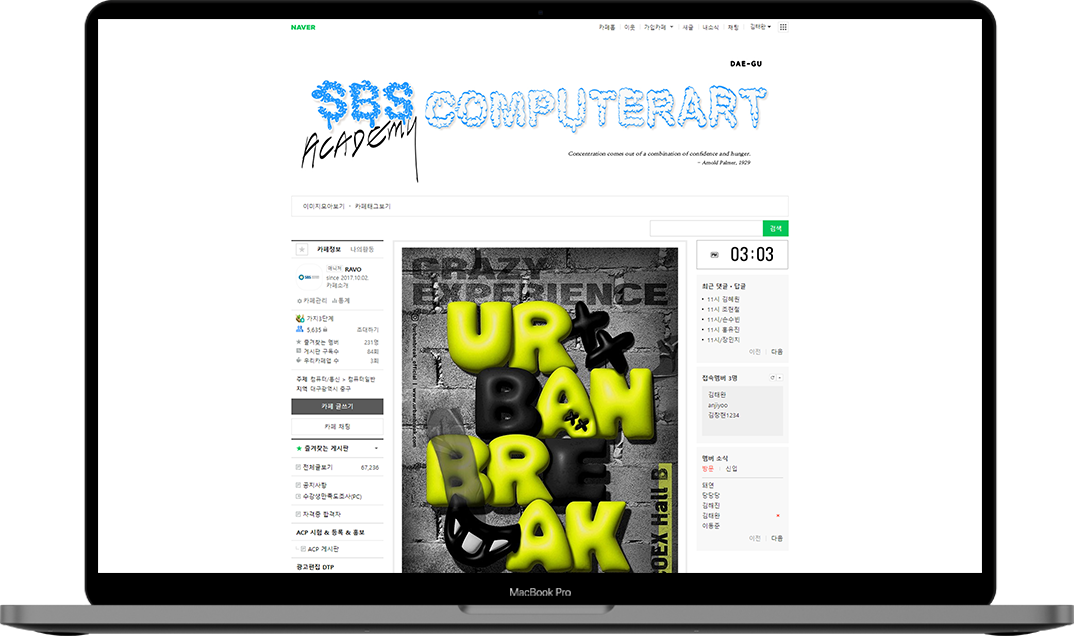 NAVER
카페홈 이웃 가입카페 새글 내소식 채팅 김태완
DAE-GU
SBS COMPUTERART
ACADEMY
Concentration comes out of a combination of confidence and hunger.
- Arnold Palmer, 1929
이미지모아보기 · 카페태그보기
검색
카페정보 나의활동
매니저 RAVO
since 2017.10.02.
카페소개
카페관리 통계
가지3단계
5,635 초대하기
즐겨찾는 멤버 231명
게시판 구독수 84회
우리카페앱 수 3회
주제 컴퓨터/통신 > 컴퓨터일반
지역 대구광역시 중구
카페 글쓰기
카페 채팅
즐겨찾는 게시판
전체글보기 67,236
공지사항
수강생만족도조사(PC)
자격증 합격자
ACP 시험 & 등록 & 홍보
ACP 게시판
광고편집 DTP
CRAZY
EXPERIENCE
URBAN
BREAK
COEX Hall B
PM 03:03
최근 댓글 · 답글
11시 김혜원
11시 조현철
11시/손수빈
11시 홍유진
11시/장민지
이전 다음
접속멤버 3명
김태완
anjiyoo
김창현1234
멤버 소식
방문 신입
태연
당당당
김해진
김태완
이동준
이전 다음
MacBook Pro